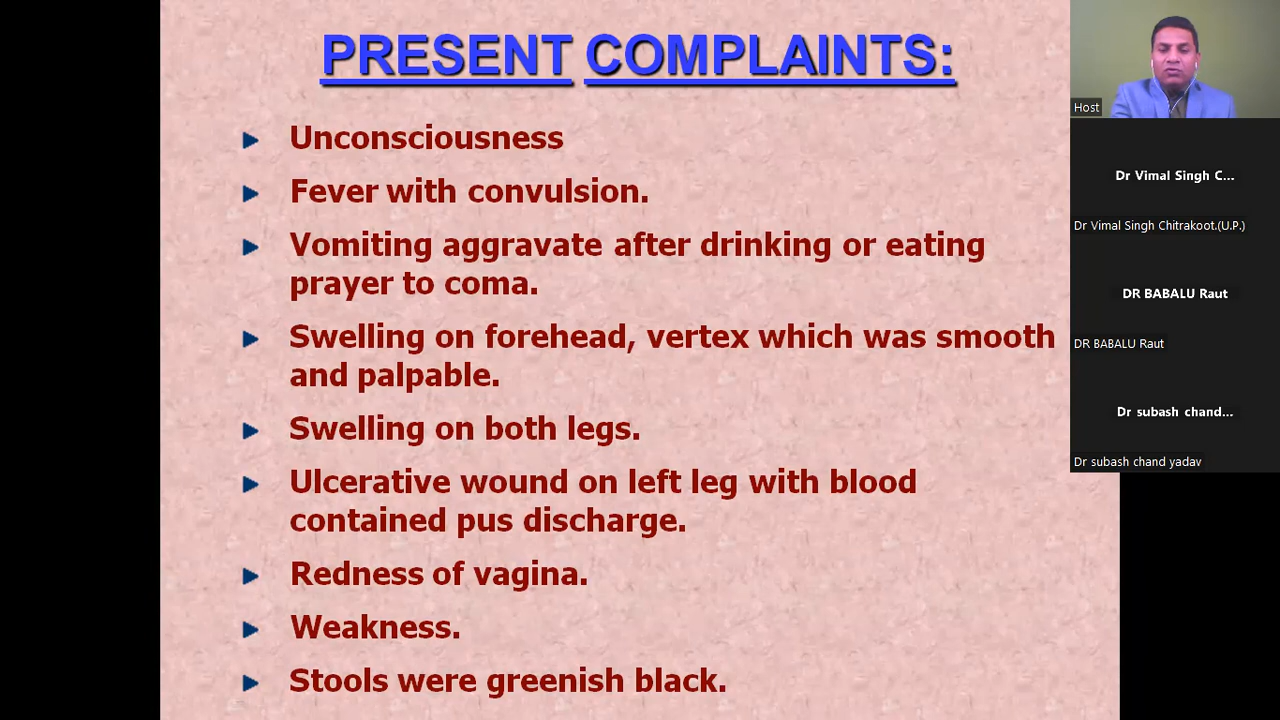 PRESENT COMPLAINTS:
Unconsciousness
Fever with convulsion.
Vomiting aggravate after drinking or eating
prayer to coma.
Swelling on forehead, vertex which was smooth
and palpable.
Swelling on both legs.
Ulcerative wound on left leg with blood
contained pus discharge.
Redness of vagina.
Weakness.
Stools were greenish black.
Host
Dr Vimal Singh C...
Dr Vimal Singh Chitrakoot.(U.P.)
DR BABALU Raut
DR BABALU Raut
Dr subash chand...
Dr subash chand yadav